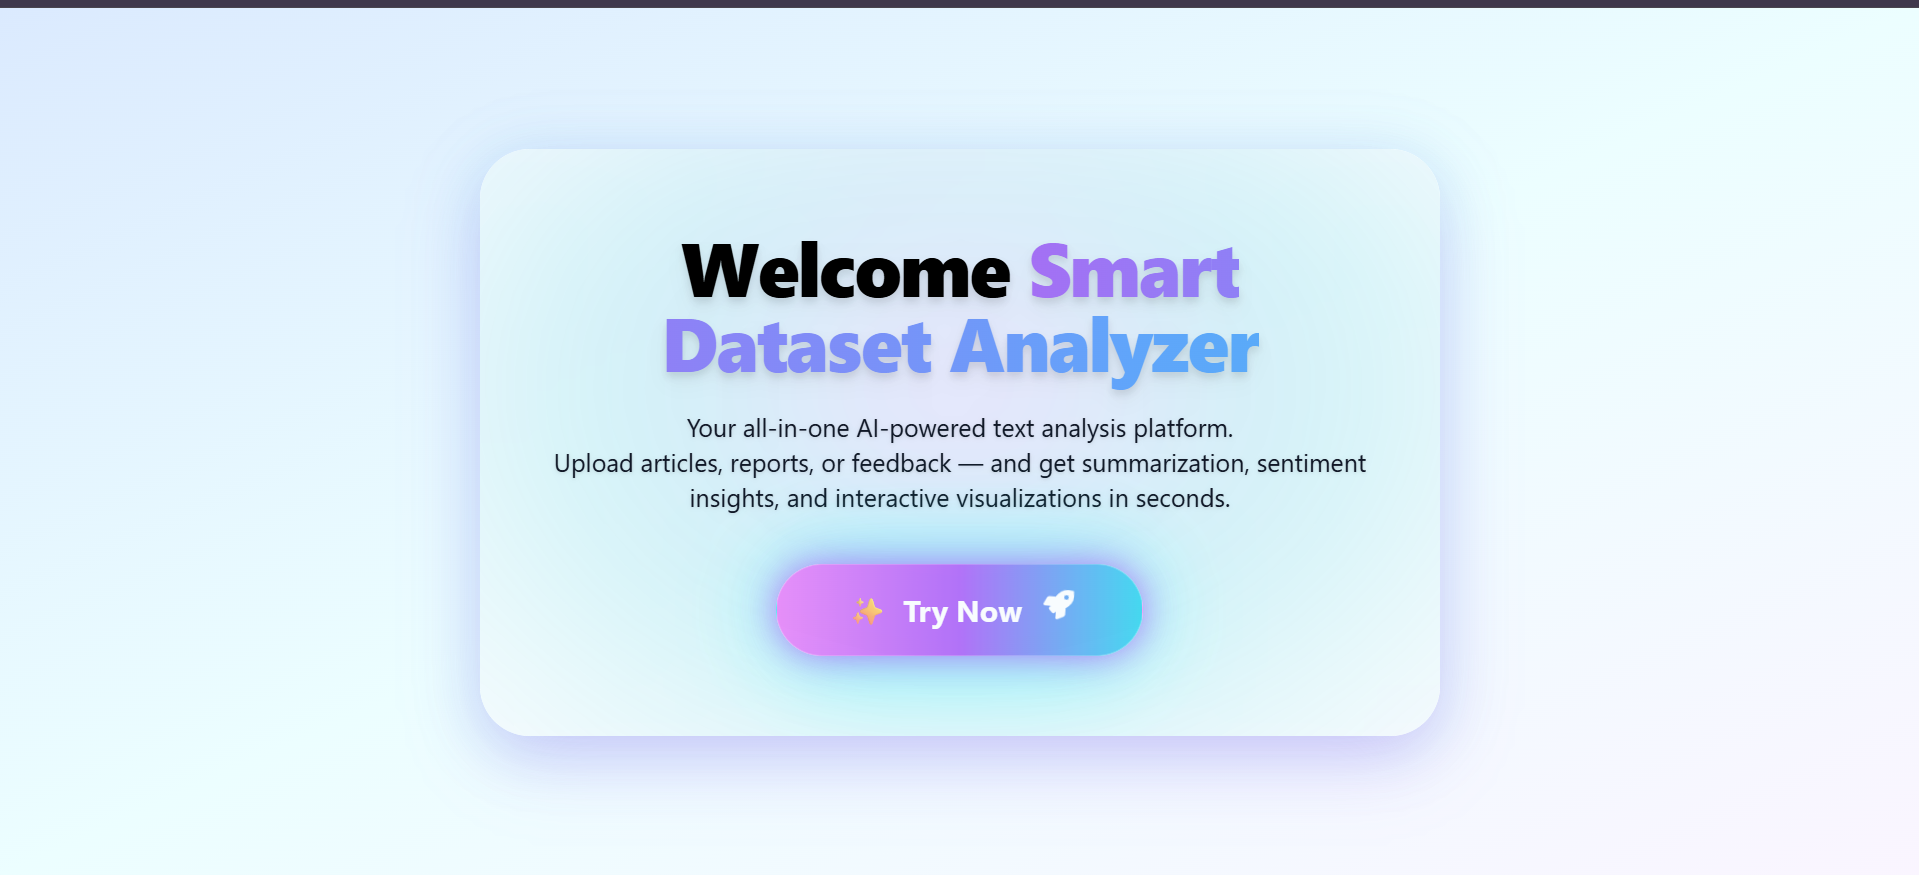 Welcome Smart
Dataset Analyzer
Your all-in-one AI-powered text analysis platform.
Upload articles, reports, or feedback — and get summarization, sentiment
insights, and interactive visualizations in seconds.
✨ Try Now